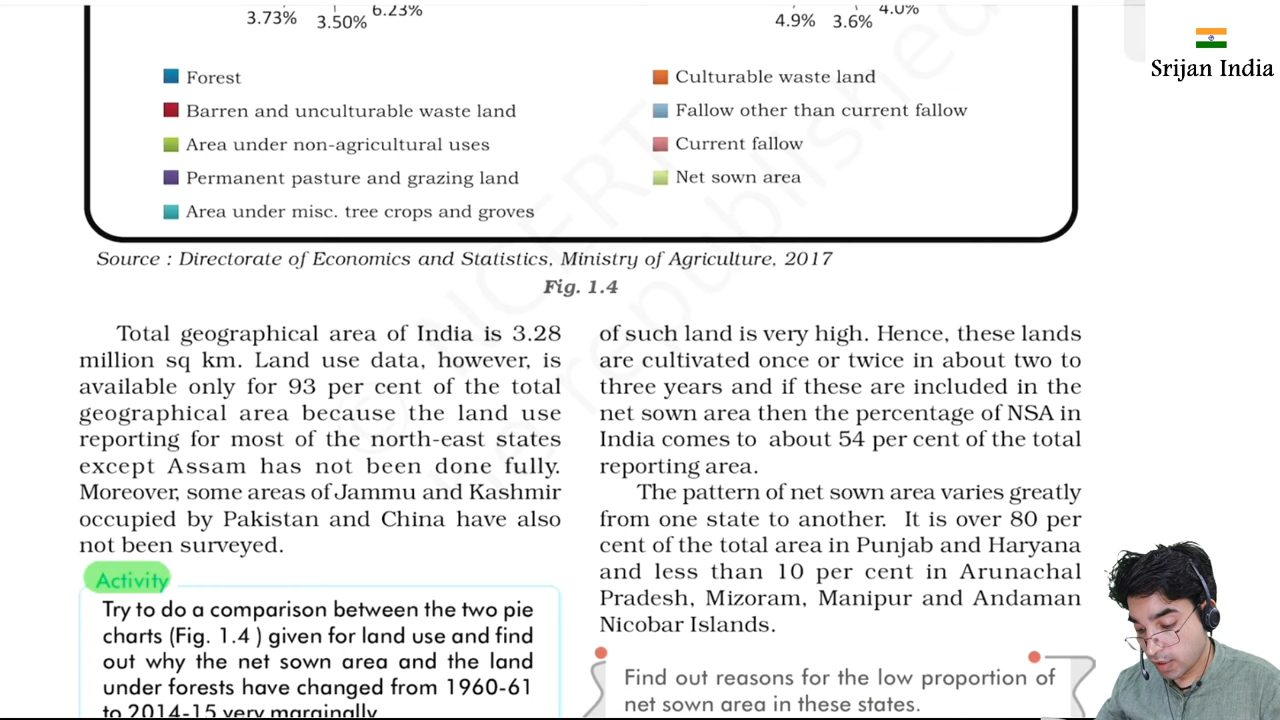 3.73% 3.50% 6.23%
4.9% 3.6% 4.0%
Srijan India
Forest
Barren and unculturable waste land
Area under non-agricultural uses
Permanent pasture and grazing land
Area under misc. tree crops and groves
Culturable waste land
Fallow other than current fallow
Current fallow
Net sown area
Source : Directorate of Economics and Statistics, Ministry of Agriculture, 2017
Fig. 1.4
Total geographical area of India is 3.28
million sq km. Land use data, however, is
available only for 93 per cent of the total
geographical area because the land use
reporting for most of the north-east states
except Assam has not been done fully.
Moreover, some areas of Jammu and Kashmir
occupied by Pakistan and China have also
not been surveyed.
Activity
Try to do a comparison between the two pie
charts (Fig. 1.4 ) given for land use and find
out why the net sown area and the land
under forests have changed from 1960-61
to 2014-15 very marginally
of such land is very high. Hence, these lands
are cultivated once or twice in about two to
three years and if these are included in the
net sown area then the percentage of NSA in
India comes to about 54 per cent of the total
reporting area.
The pattern of net sown area varies greatly
from one state to another. It is over 80 per
cent of the total area in Punjab and Haryana
and less than 10 per cent in Arunachal
Pradesh, Mizoram, Manipur and Andaman
Nicobar Islands.
Find out reasons for the low proportion of
net sown area in these states.
© NCERT
be republished